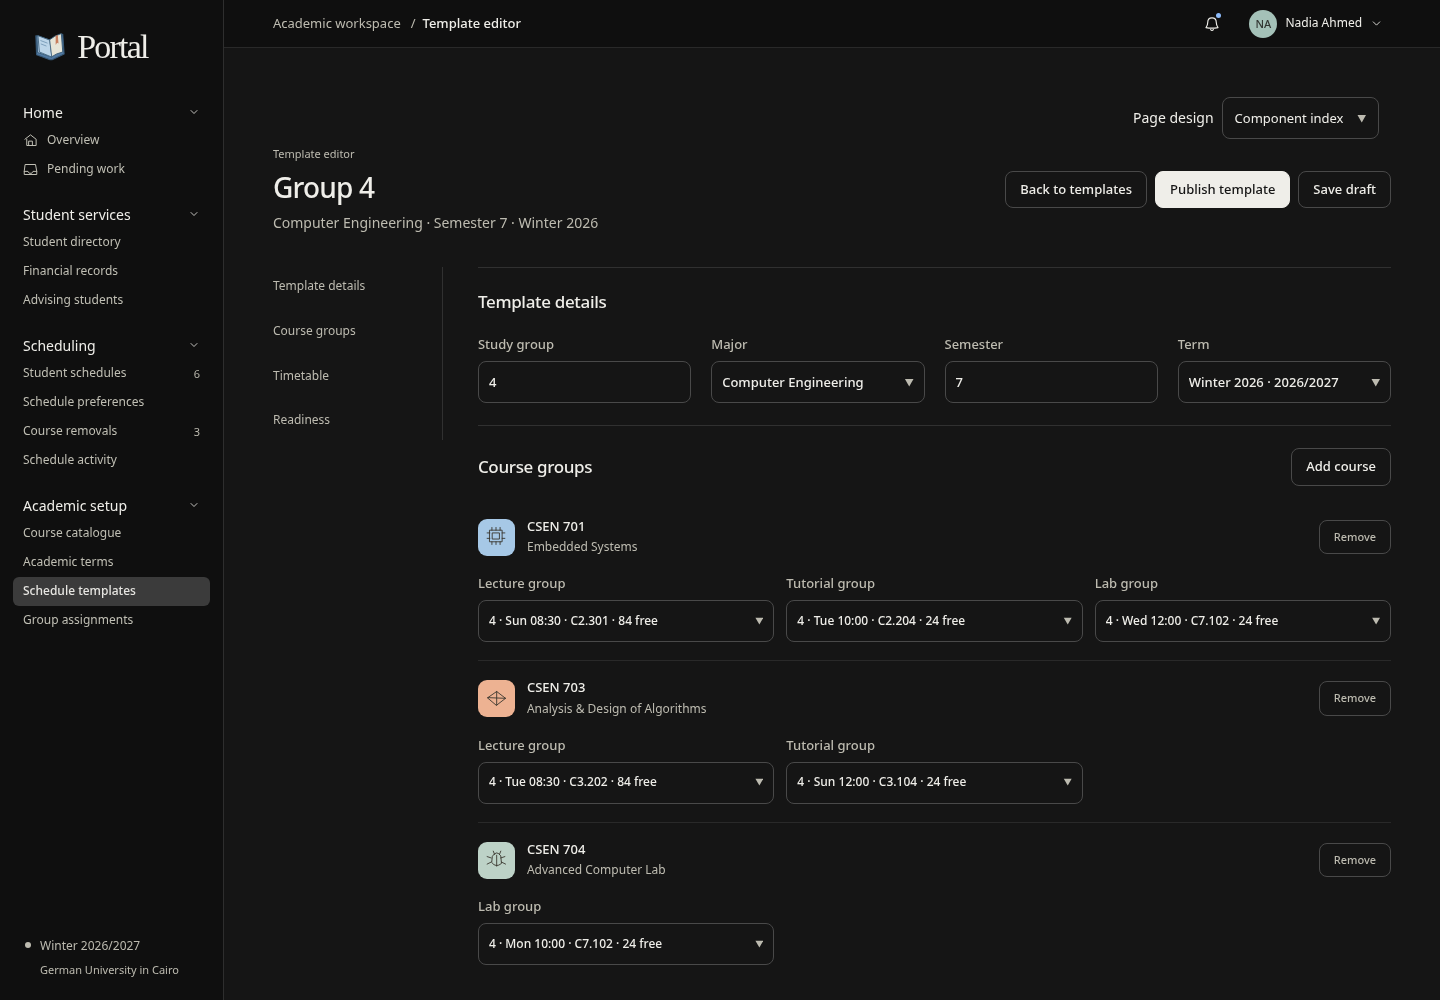 Portal
Home
Overview
Pending work
Student services
Student directory
Financial records
Advising students
Scheduling
Student schedules 6
Schedule preferences
Course removals 3
Schedule activity
Academic setup
Course catalogue
Academic terms
Schedule templates
Group assignments
Winter 2026/2027
German University in Cairo
Academic workspace / Template editor
NA Nadia Ahmed
Page design Component index
Template editor
Group 4
Computer Engineering · Semester 7 · Winter 2026
Back to templates Publish template Save draft
Template details
Course groups
Timetable
Readiness
Template details
Study group Major Semester Term
4 Computer Engineering 7 Winter 2026 · 2026/2027
Course groups Add course
CSEN 701
Embedded Systems
Remove
Lecture group Tutorial group Lab group
4 · Sun 08:30 · C2.301 · 84 free 4 · Tue 10:00 · C2.204 · 24 free 4 · Wed 12:00 · C7.102 · 24 free
CSEN 703
Analysis & Design of Algorithms
Remove
Lecture group Tutorial group
4 · Tue 08:30 · C3.202 · 84 free 4 · Sun 12:00 · C3.104 · 24 free
CSEN 704
Advanced Computer Lab
Remove
Lab group
4 · Mon 10:00 · C7.102 · 24 free